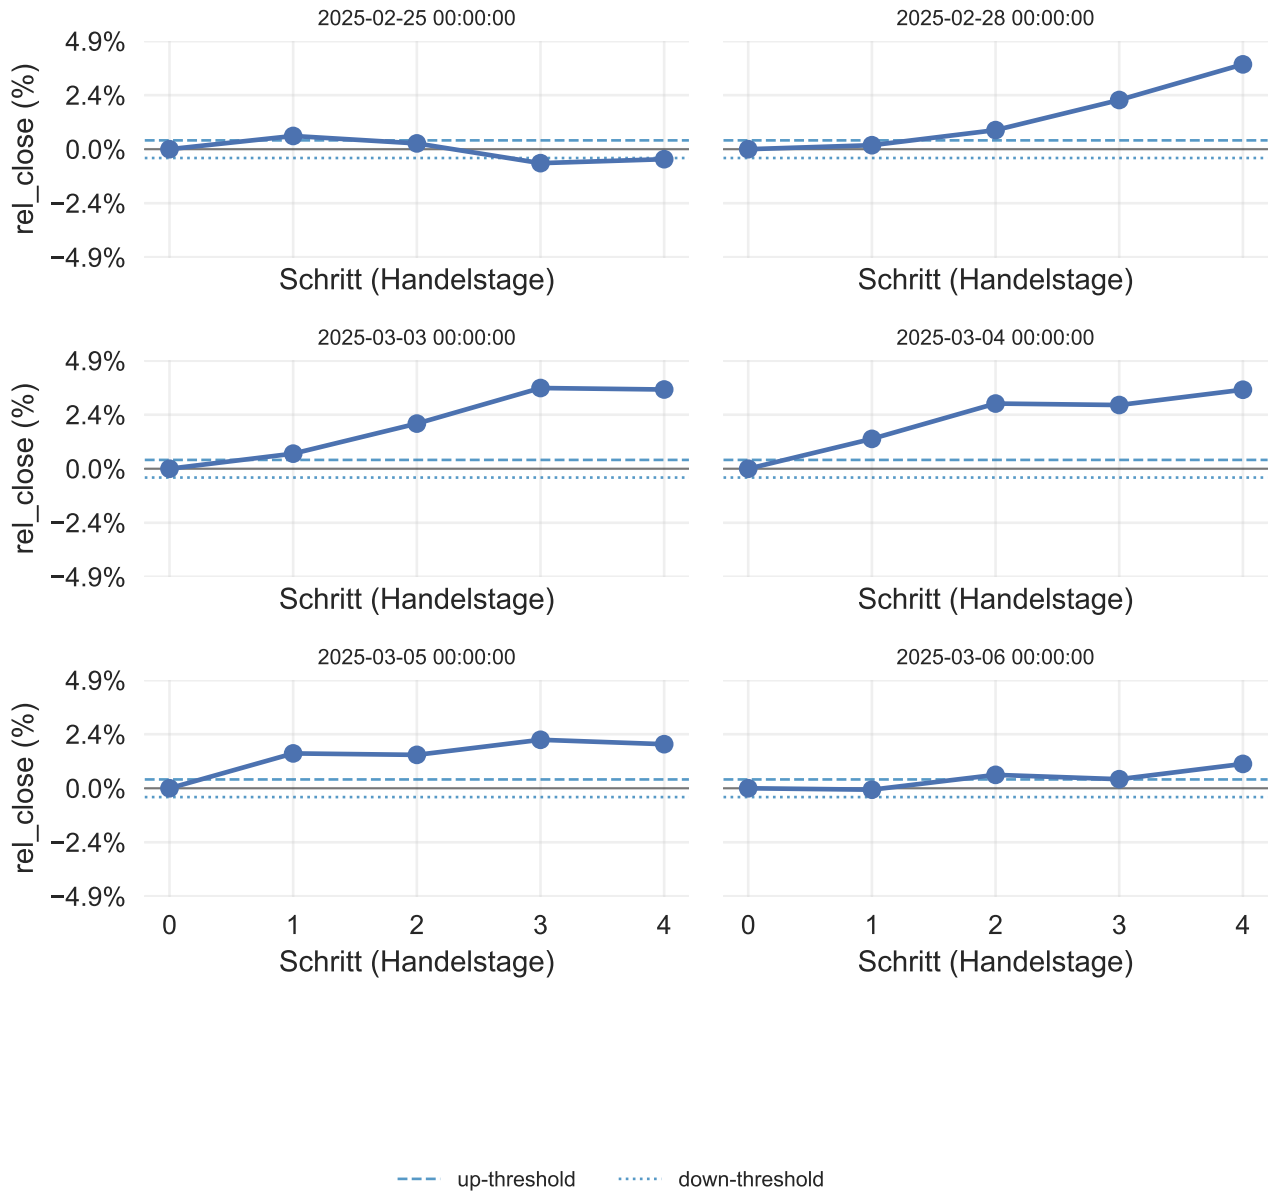 2025-02-25 00:00:00
2025-02-28 00:00:00
4.9%
2.4%
0.0%
−2.4%
−4.9%
rel_close (%)
Schritt (Handelstage)
Schritt (Handelstage)
2025-03-03 00:00:00
2025-03-04 00:00:00
4.9%
2.4%
0.0%
−2.4%
−4.9%
rel_close (%)
Schritt (Handelstage)
Schritt (Handelstage)
2025-03-05 00:00:00
2025-03-06 00:00:00
4.9%
2.4%
0.0%
−2.4%
−4.9%
rel_close (%)
0 1 2 3 4
0 1 2 3 4
Schritt (Handelstage)
Schritt (Handelstage)
up-threshold
down-threshold